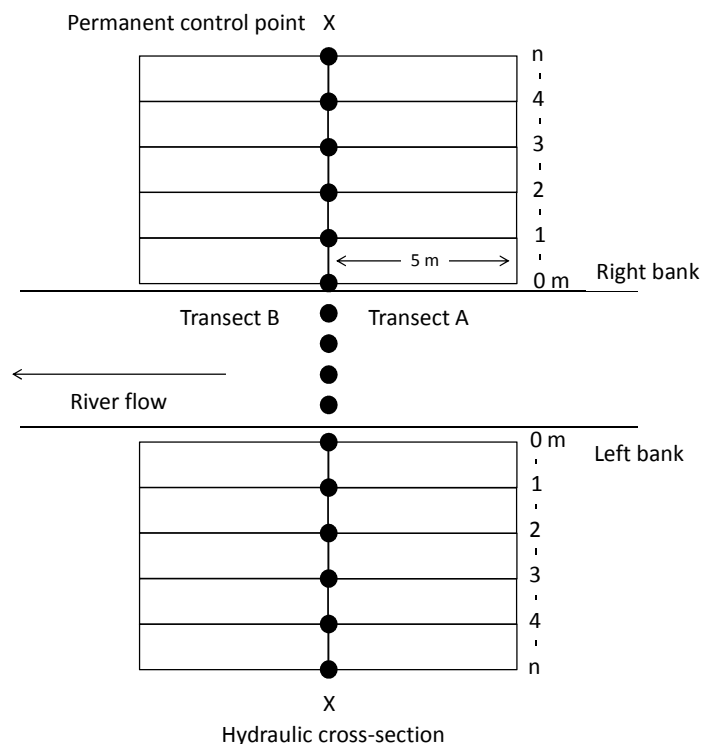 Permanent control point X
n
4
3
2
1
5 m
0 m
Right bank
Transect B
Transect A
River flow
0 m
Left bank
1
2
3
4
n
X
Hydraulic cross-section